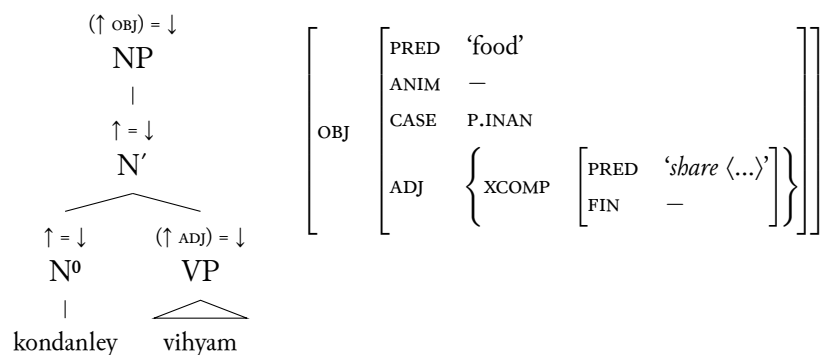 (↑ OBJ) = ↓
NP
↑ = ↓
N′
↑ = ↓ (↑ ADJ) = ↓
N⁰ VP
kondanley vihyam
OBJ
PRED ‘food’
ANIM –
CASE P.INAN
ADJ { XCOMP
PRED ‘share ⟨...⟩’
FIN – }